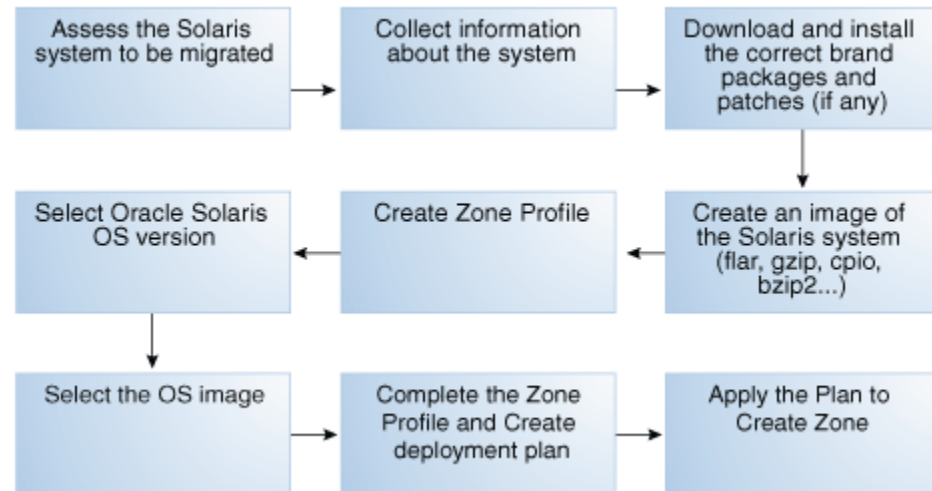 Assess the Solaris
system to be migrated
Collect information
about the system
Download and install
the correct brand
packages and
patches (if any)
Select Oracle Solaris
OS version
Create Zone Profile
Create an image of
the Solaris system
(flar, gzip, cpio,
bzip2...)
Select the OS image
Complete the Zone
Profile and Create
deployment plan
Apply the Plan to
Create Zone